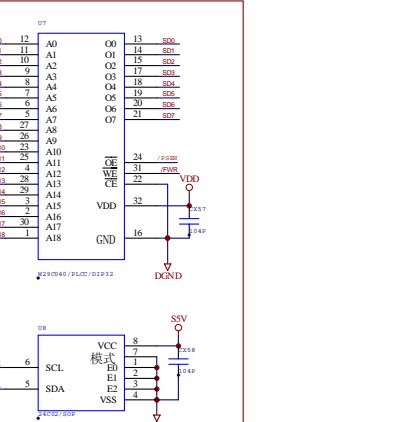 U7
12 A0 O0 13 SD0
11 A1 O1 14 SD1
10 A2 O2 15 SD2
9 A3 O3 17 SD3
8 A4 O4 18 SD4
7 A5 O5 19 SD5
6 A6 O6 20 SD6
5 A7 O7 21 SD7
27 A8
26 A9
23 A10
25 A11 OE 24 /PSEN
4 A12 WE 31 /FWR
28 A13 CE 22 VDD
29 A14
3 A15 VDD 32 CX57
2 A16
30 A17 104P
1 A18 GND 16
W29C040/PLCC/DIP32
DGND
U8
S5V
VCC 8
模式 7 CX58
6 SCL E0 1 104P
E1 2
5 SDA E2 3
VSS 4
24C02/SOP